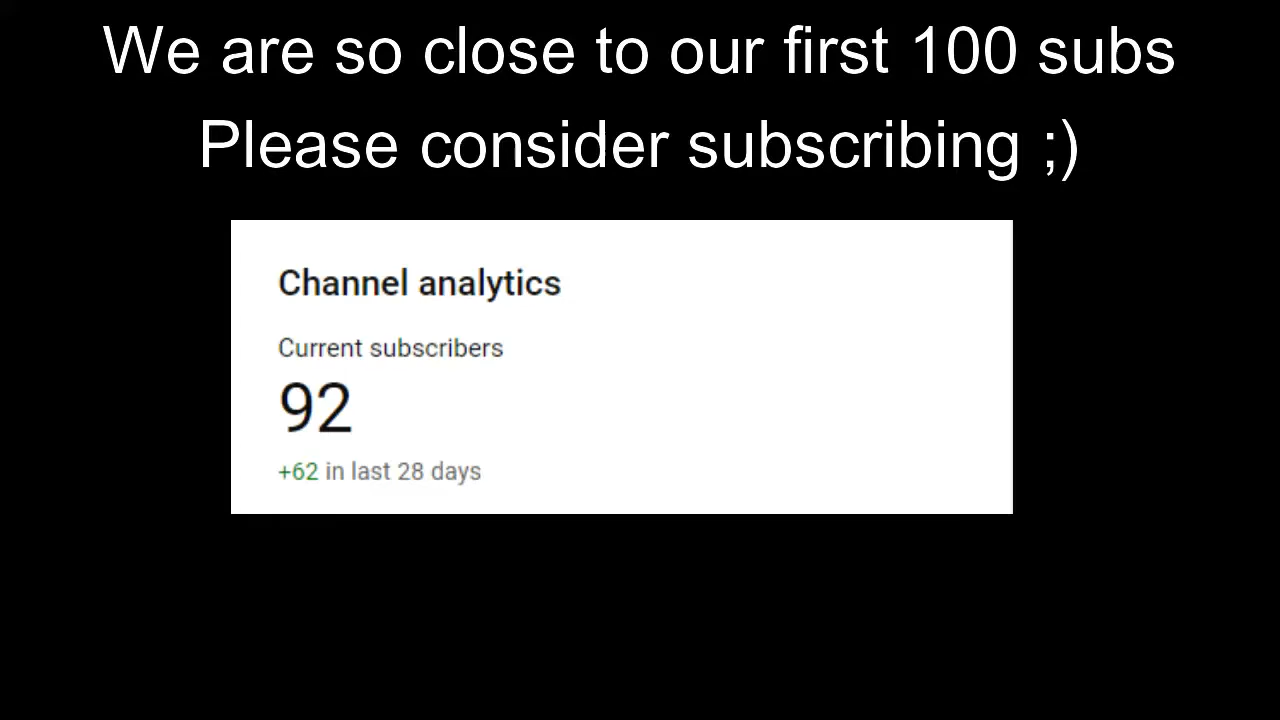 We are so close to our first 100 subs
Please consider subscribing ;)
Channel analytics
Current subscribers
92
+62 in last 28 days